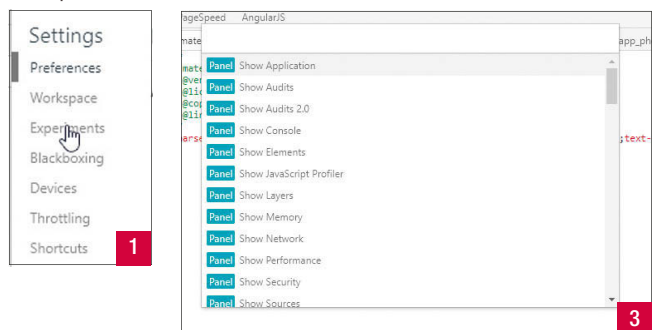 Settings
Preferences
Workspace
Experiments
Blackboxing
Devices
Throttling
Shortcuts
1
PageSpeed AngularJS
Panel Show Application
Panel Show Audits
Panel Show Audits 2.0
Panel Show Console
Panel Show Elements
Panel Show JavaScript Profiler
Panel Show Layers
Panel Show Memory
Panel Show Network
Panel Show Performance
Panel Show Security
Panel Show Sources
3